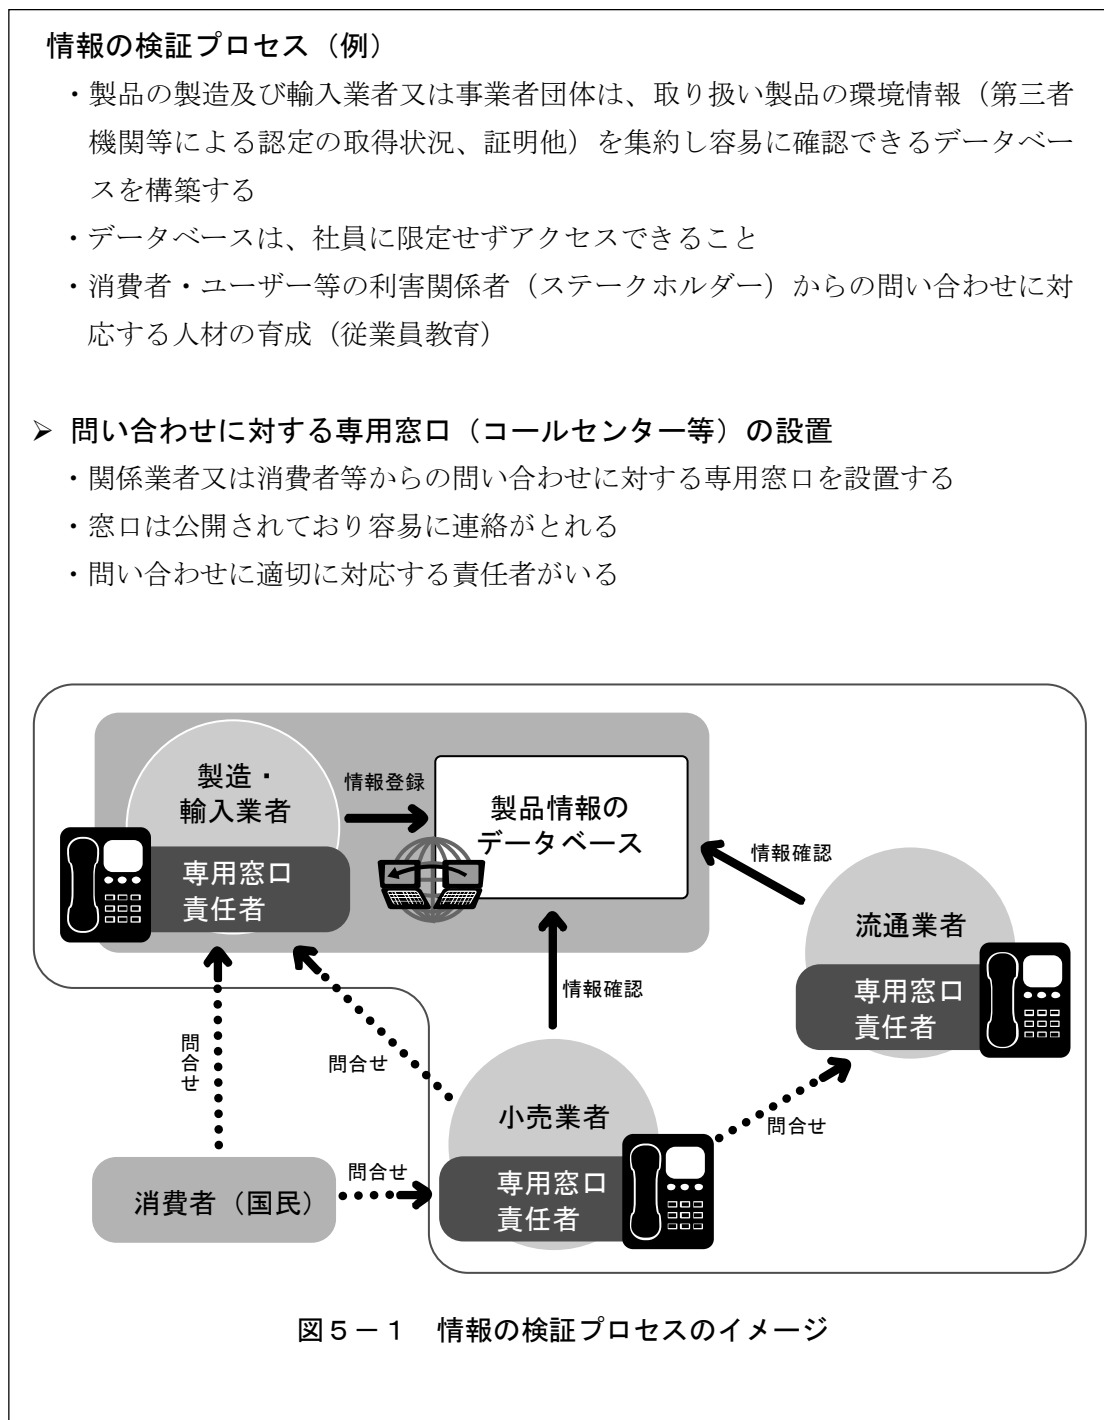 情報の検証プロセス（例）
・製品の製造及び輸入業者又は事業者団体は、取り扱い製品の環境情報（第三者
機関等による認定の取得状況、証明他）を集約し容易に確認できるデータベー
スを構築する
・データベースは、社員に限定せずアクセスできること
・消費者・ユーザー等の利害関係者（ステークホルダー）からの問い合わせに対
応する人材の育成（従業員教育）
➢ 問い合わせに対する専用窓口（コールセンター等）の設置
・関係業者又は消費者等からの問い合わせに対する専用窓口を設置する
・窓口は公開されており容易に連絡がとれる
・問い合わせに適切に対応する責任者がいる
製造・
輸入業者
専用窓口
責任者
情報登録
製品情報の
データベース
情報確認
流通業者
専用窓口
責任者
情報確認
問合せ
問合せ
小売業者
専用窓口
責任者
問合せ
消費者（国民）
問合せ
図５－１　情報の検証プロセスのイメージ